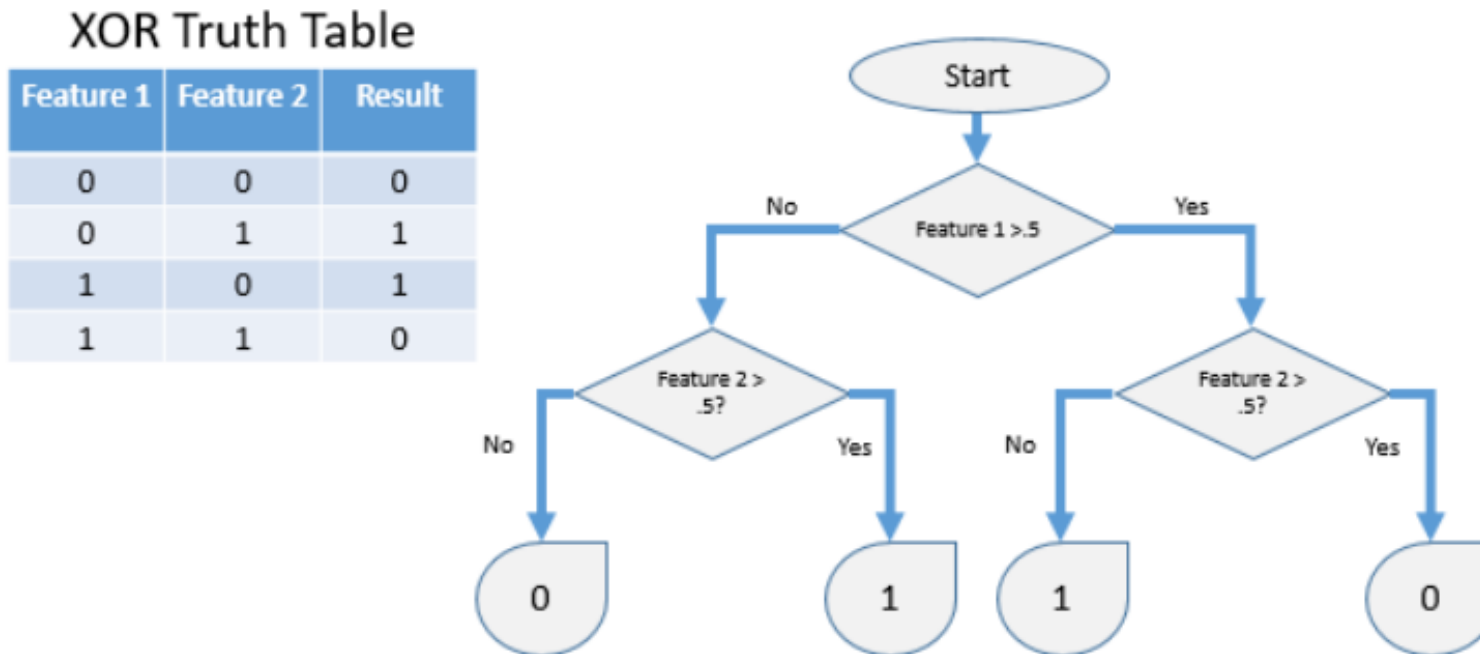 XOR Truth Table
Feature 1 Feature 2 Result
0 0 0
0 1 1
1 0 1
1 1 0
Start
No
Yes
Feature 1 >.5
Feature 2 >
.5?
Feature 2 >
.5?
No
Yes
No
Yes
0
1
1
0